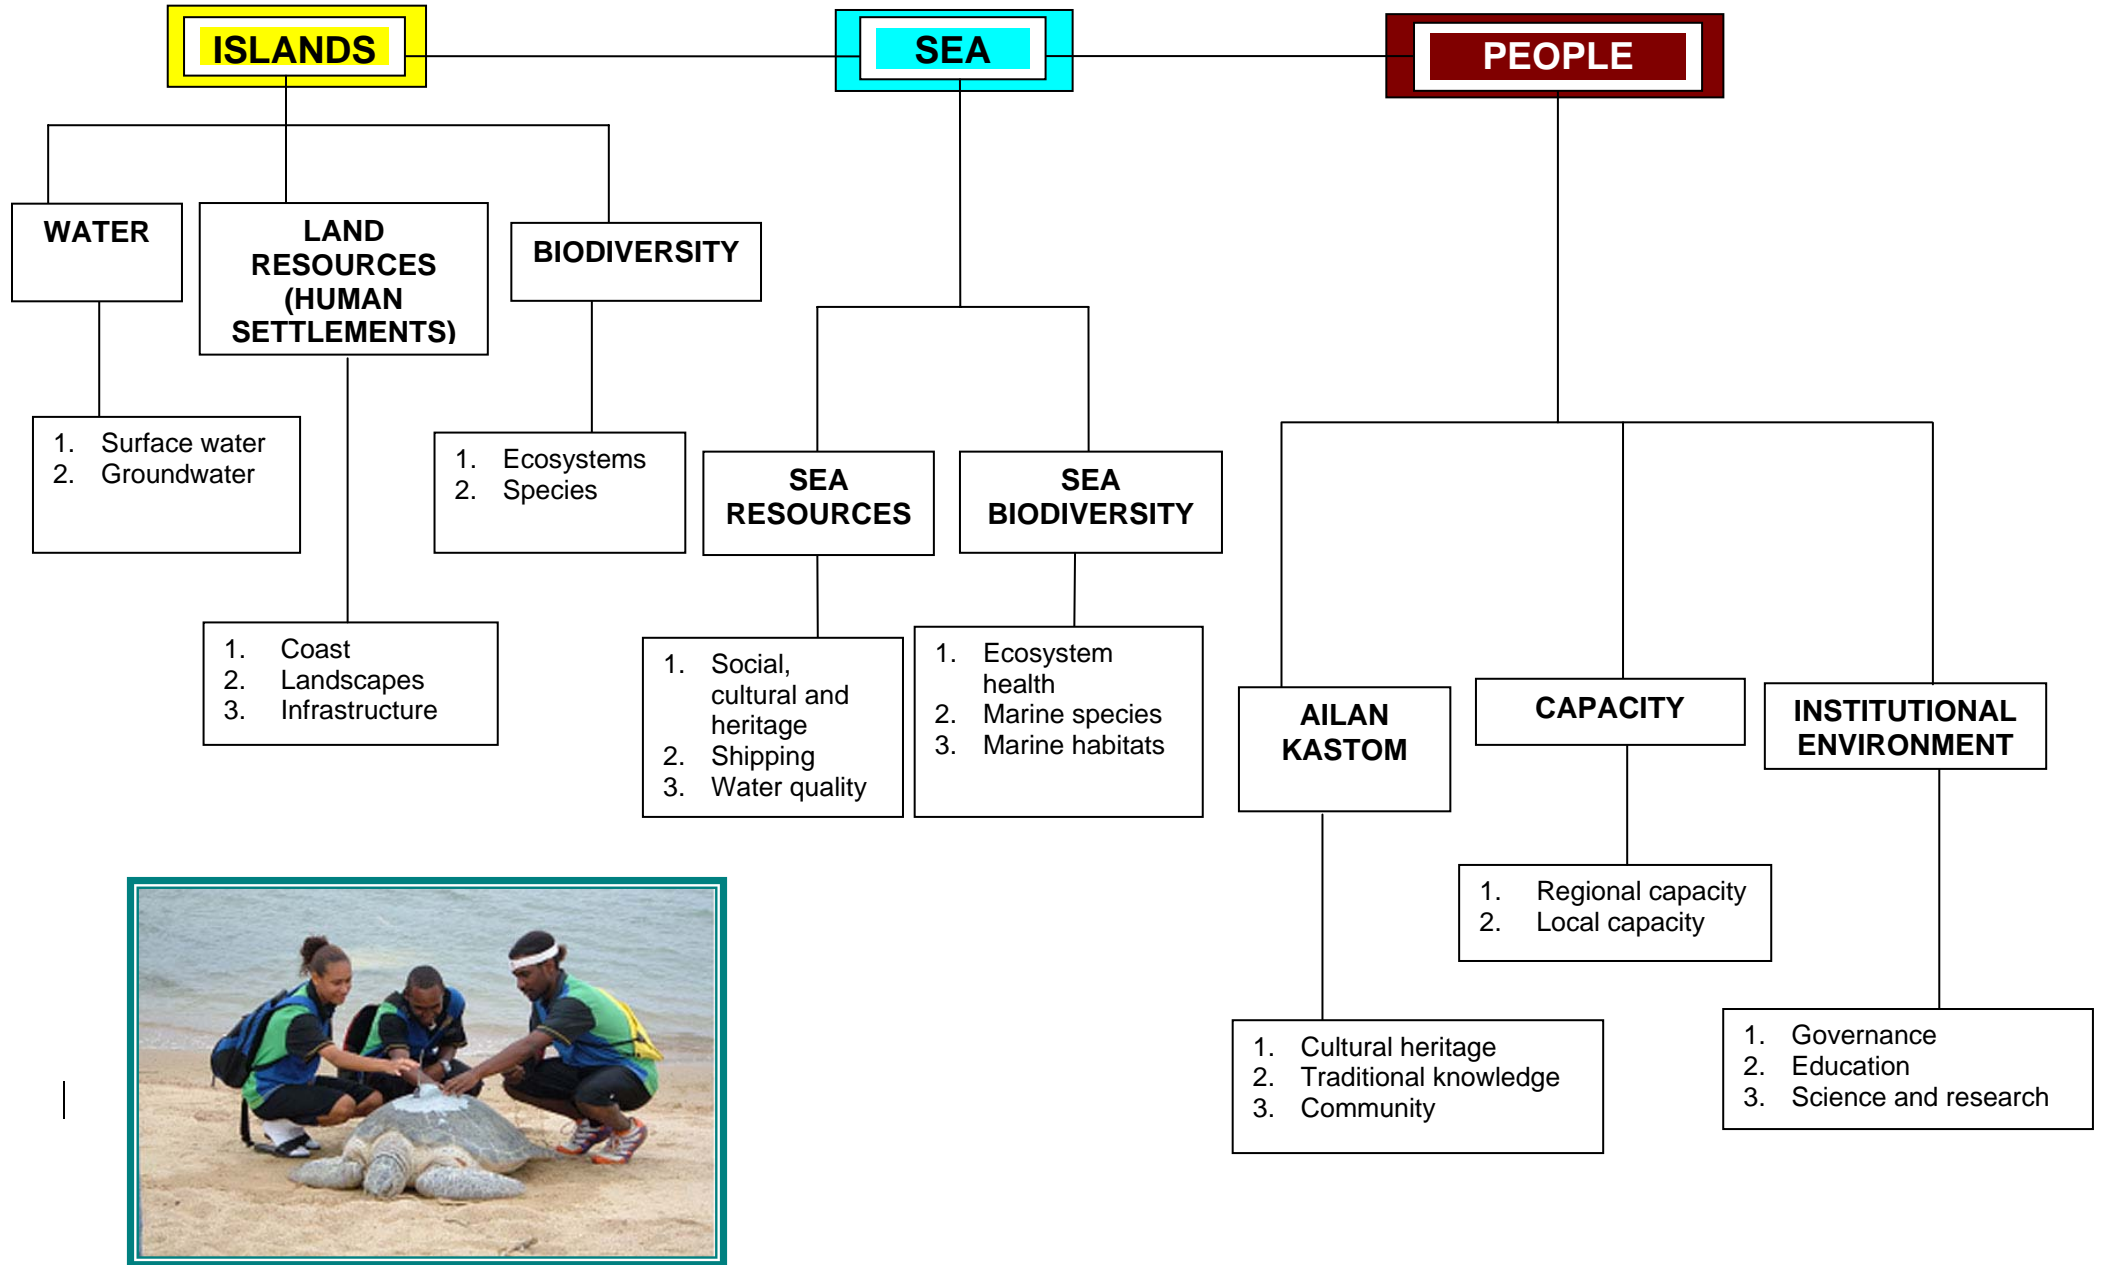 ISLANDS
SEA
PEOPLE
WATER
LAND
RESOURCES
(HUMAN
SETTLEMENTS)
BIODIVERSITY
1. Surface water
2. Groundwater
1. Ecosystems
2. Species
1. Coast
2. Landscapes
3. Infrastructure
SEA
RESOURCES
SEA
BIODIVERSITY
1. Social,
cultural and
heritage
2. Shipping
3. Water quality
1. Ecosystem
health
2. Marine species
3. Marine habitats
AILAN
KASTOM
CAPACITY
INSTITUTIONAL
ENVIRONMENT
1. Regional capacity
2. Local capacity
1. Cultural heritage
2. Traditional knowledge
3. Community
1. Governance
2. Education
3. Science and research